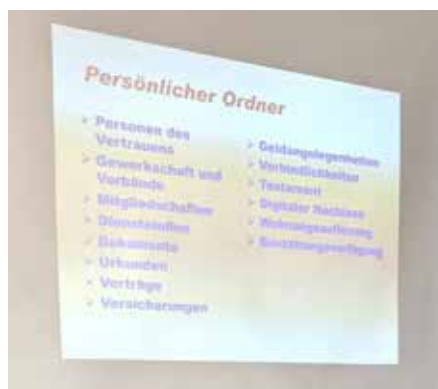 Persönlicher Ordner
Personen des
Vertrauens
Gewerkschaft und
Verbände
Mitgliedschaften
Dienststellen
Dokumente
Urkunden
Verträge
Versicherungen
Geldangelegenheiten
Verbindlichkeiten
Testament
Digitaler Nachlass
Wohnungsauflösung
Bestattungsverfügung